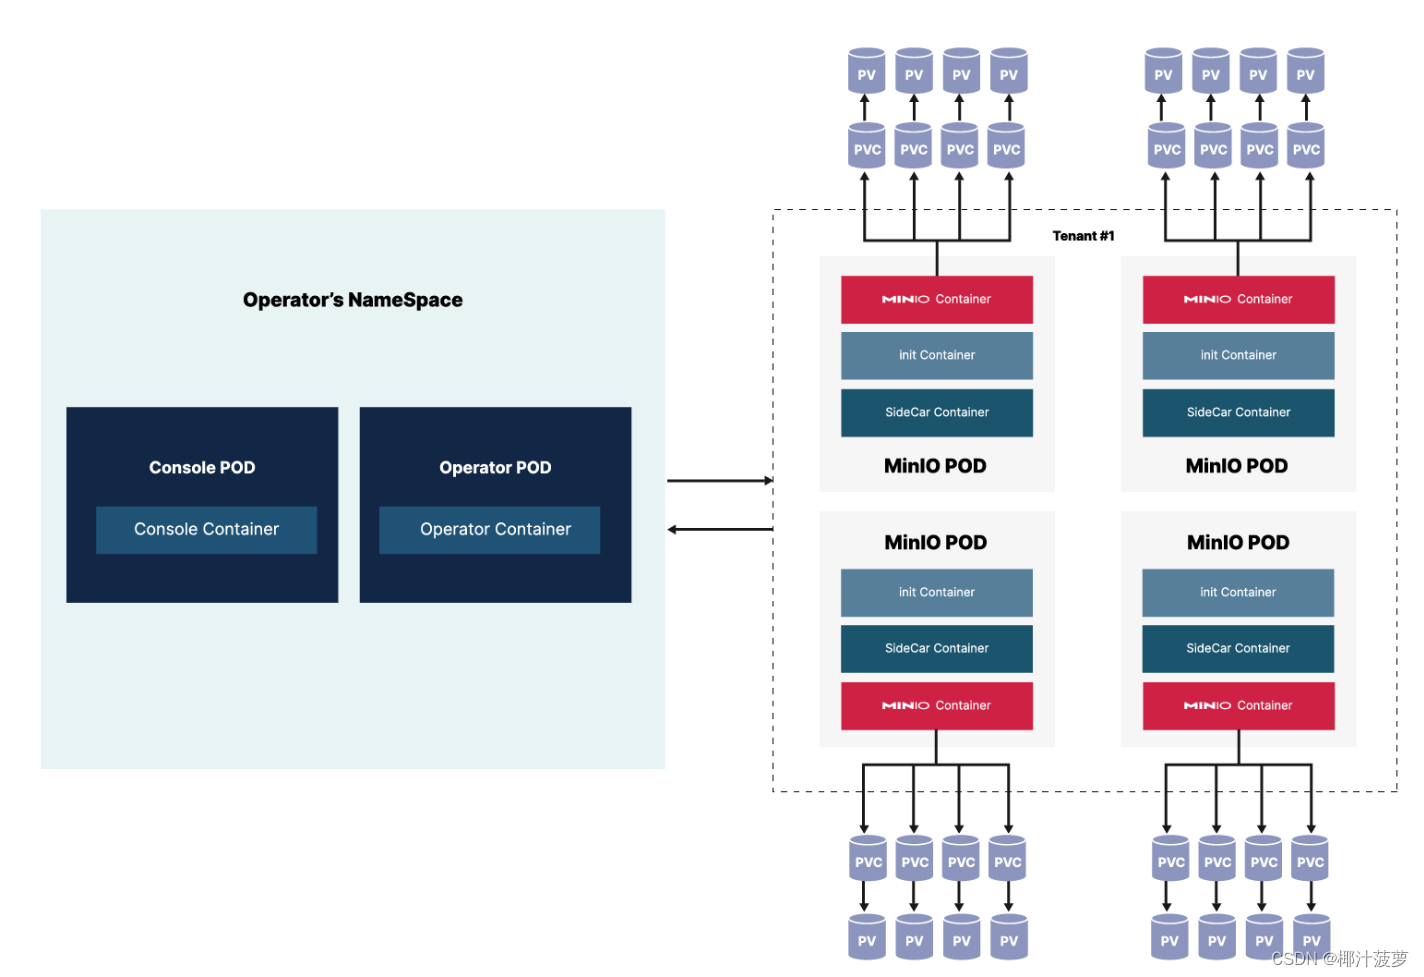 PV PV PV PV PV PV PV PV
PVC PVC PVC PVC PVC PVC PVC PVC
Tenant #1
Operator's NameSpace
Console POD
Console Container
Operator POD
Operator Container
MINIO Container
init Container
SideCar Container
MinIO POD
MINIO Container
init Container
SideCar Container
MinIO POD
MinIO POD
init Container
SideCar Container
MINIO Container
MinIO POD
init Container
SideCar Container
MINIO Container
PVC PVC PVC PVC PVC PVC PVC PVC
PV PV PV PV PV PV PV PV
CSDN @椰汁菠萝